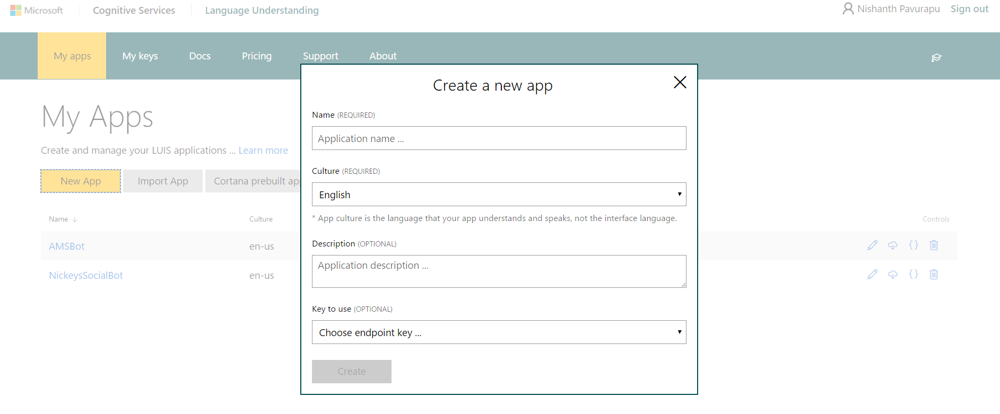 Microsoft
Cognitive Services
Language Understanding
Nishanth Pavurapu
Sign out
My apps
My keys
Docs
Pricing
Support
About
My Apps
Create and manage your LUIS applications ... Learn more
New App
Import App
Cortana prebuilt app
Name
Culture
Controls
AMSBot
en-us
{}
NickeysSocialBot
en-us
{}
Create a new app
Name (REQUIRED)
Application name ...
Culture (REQUIRED)
English
* App culture is the language that your app understands and speaks, not the interface language.
Description (OPTIONAL)
Application description ...
Key to use (OPTIONAL)
Choose endpoint key ...
Create